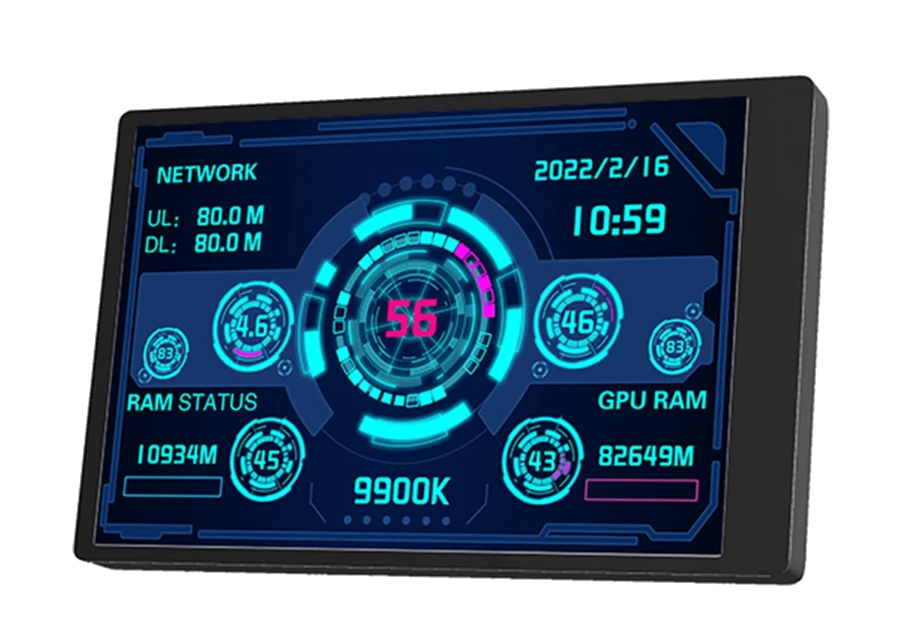 NETWORK
2022/2/16
UL: 80.0 M
10:59
DL: 80.0 M
56
4.6
46
83
83
RAM STATUS
GPU RAM
10934M
45
43
82649M
9900K